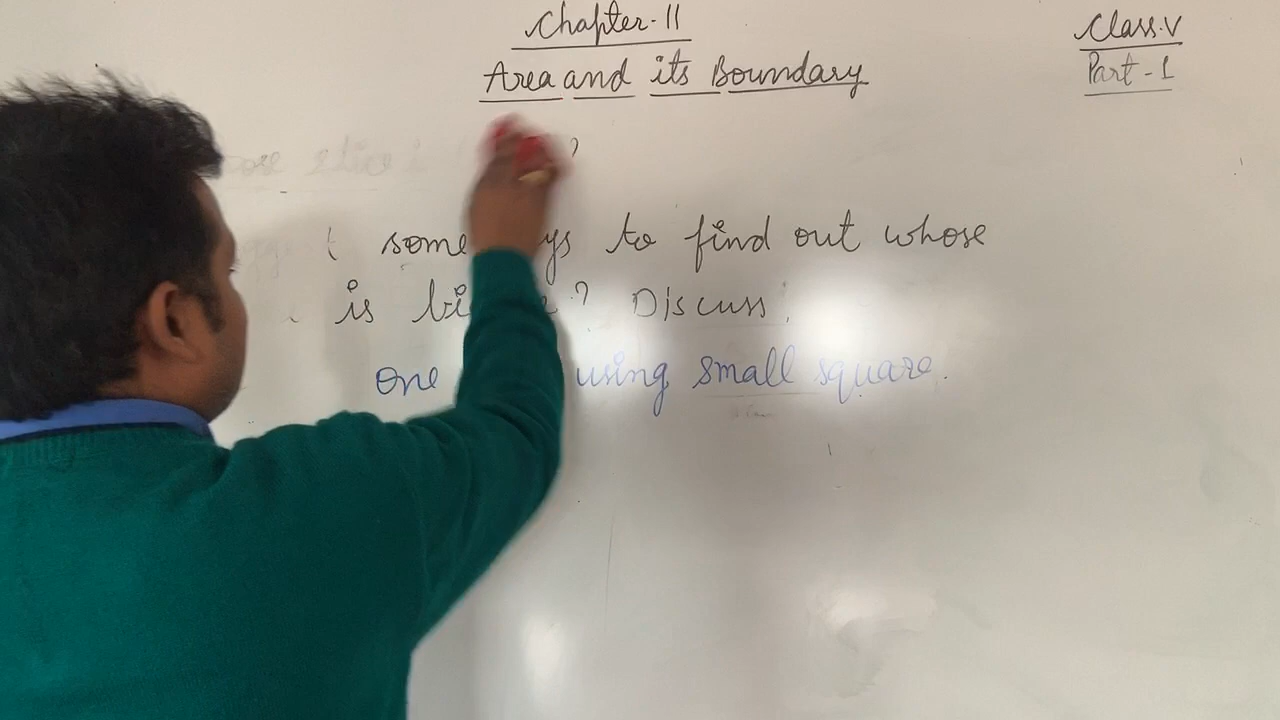 Chapter-11
Class.V
Area and its Boundary
Part-1
?
some to find out whose
is ? Discuss
one using small square.